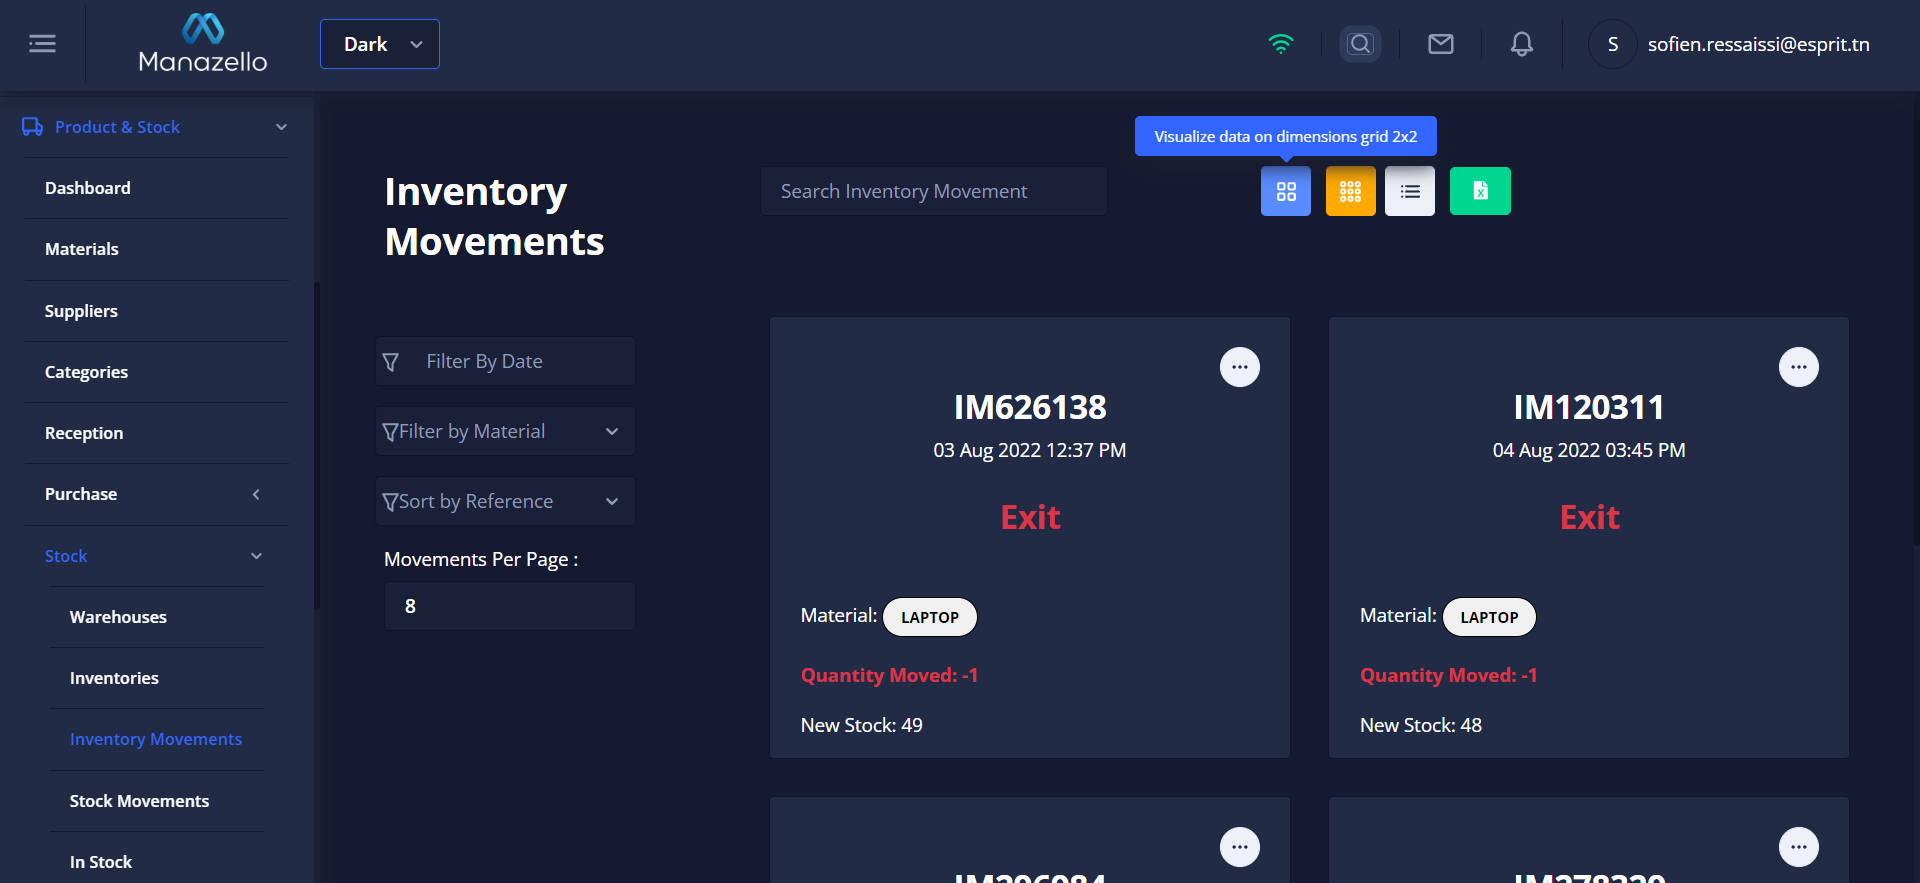 Manazello
Dark
S
sofien.ressaissi@esprit.tn
Product & Stock
Dashboard
Materials
Suppliers
Categories
Reception
Purchase
Stock
Warehouses
Inventories
Inventory Movements
Stock Movements
In Stock
Inventory
Movements
Search Inventory Movement
Visualize data on dimensions grid 2x2
Filter By Date
Filter by Material
Sort by Reference
Movements Per Page :
8
IM626138
03 Aug 2022 12:37 PM
Exit
Material: LAPTOP
Quantity Moved: -1
New Stock: 49
IM120311
04 Aug 2022 03:45 PM
Exit
Material: LAPTOP
Quantity Moved: -1
New Stock: 48